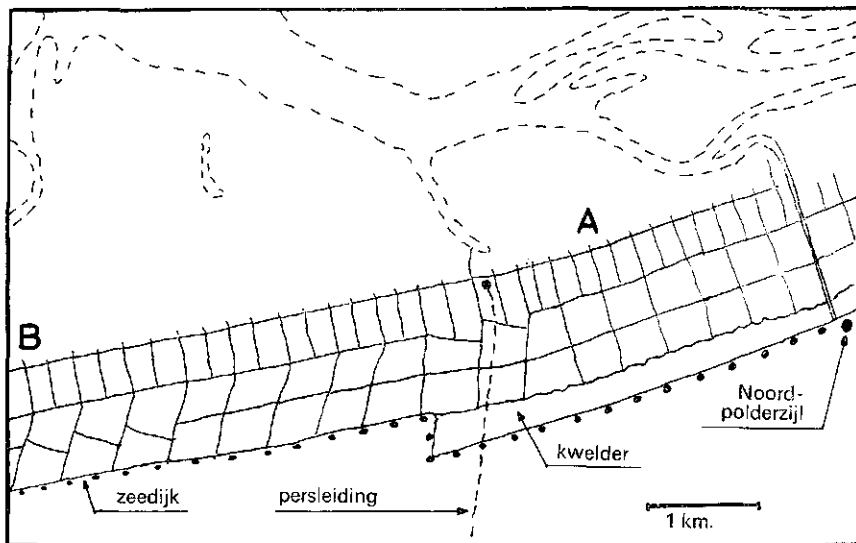 A
B
Noord-
polderzijl
kwelder
zeedijk
persleiding
1 km.